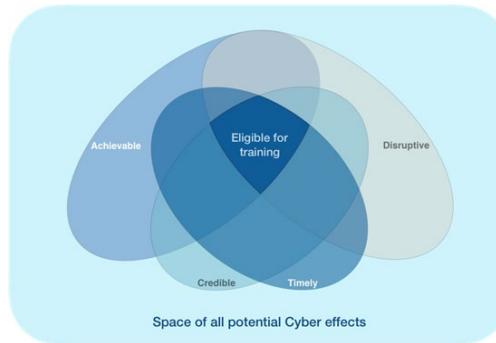 Eligible for
training
Achievable
Disruptive
Credible
Timely
Space of all potential Cyber effects